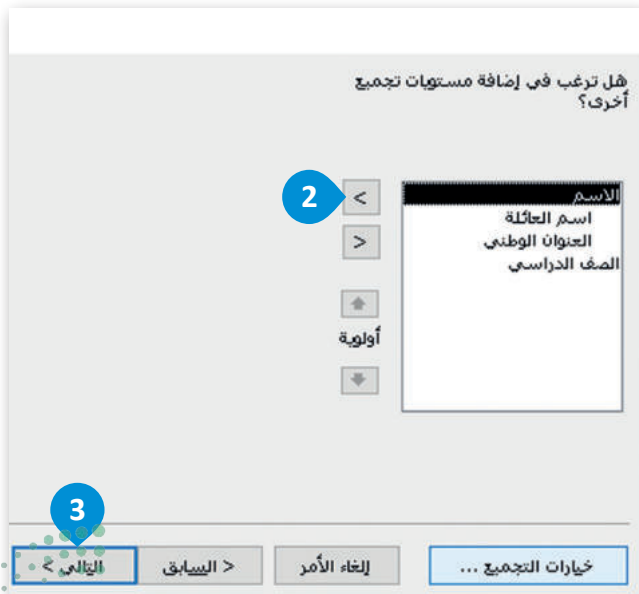 هل ترغب في إضافة مستويات تجميع
أخرى؟
الاسم
اسم العائلة
العنوان الوطني
الصف الدراسي
2
<
>
أولوية
3
خيارات التجميع ...
إلغاء الأمر
< السابق
التالي >